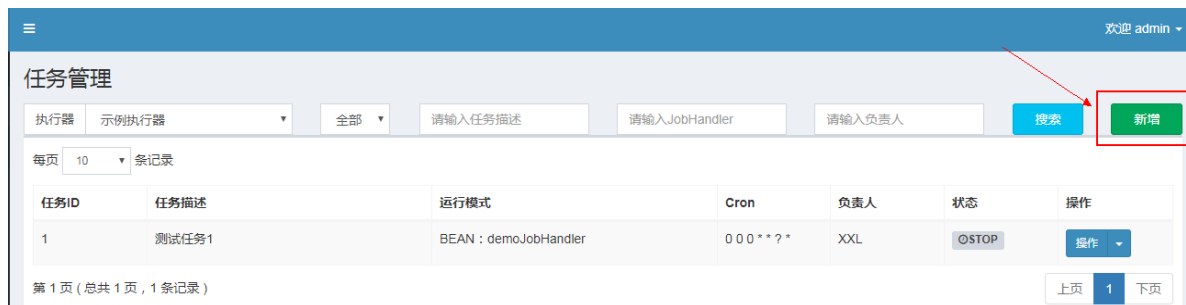 欢迎 admin
任务管理
执行器 示例执行器 全部 请输入任务描述 请输入JobHandler 请输入负责人 搜索 新增
每页 10 条记录
任务ID 任务描述 运行模式 Cron 负责人 状态 操作
1 测试任务1 BEAN：demoJobHandler 0 0 0 * * ? * XXL STOP 操作
第 1 页 ( 总共 1 页，1 条记录 ) 上页 1 下页